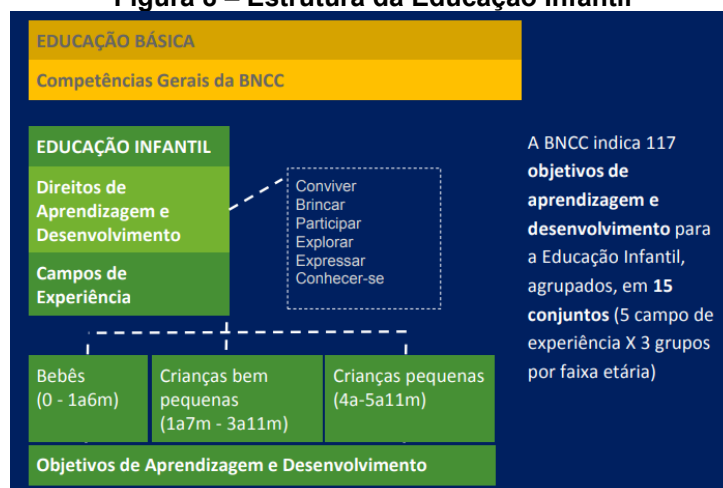 Figura 8 – Estrutura da Educação Infantil
EDUCAÇÃO BÁSICA
Competências Gerais da BNCC
EDUCAÇÃO INFANTIL
Direitos de
Aprendizagem e
Desenvolvimento
Campos de
Experiência
Conviver
Brincar
Participar
Explorar
Expressar
Conhecer-se
Bebês
(0 - 1a6m)
Crianças bem
pequenas
(1a7m - 3a11m)
Crianças pequenas
(4a-5a11m)
Objetivos de Aprendizagem e Desenvolvimento
A BNCC indica 117
objetivos de
aprendizagem e
desenvolvimento para
a Educação Infantil,
agrupados, em 15
conjuntos (5 campo de
experiência X 3 grupos
por faixa etária)